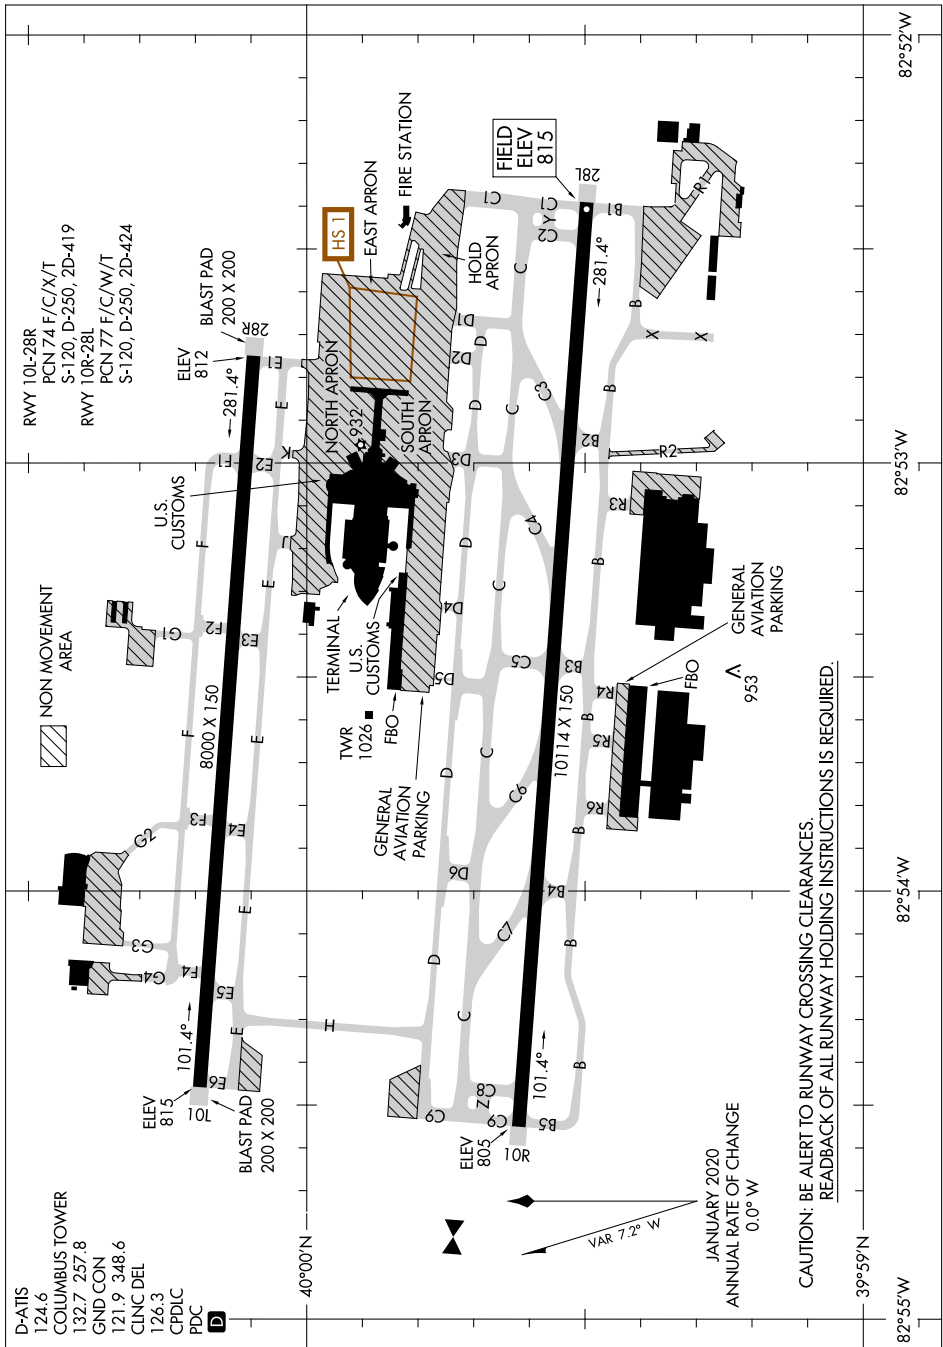 D-ATIS
124.6
COLUMBUS TOWER
132.7 257.8
GND CON
121.9 348.6
CLNC DEL
126.3
CPDLC
PDC
D
NON MOVEMENT
AREA
RWY 10L-28R
PCN 74 F/C/X/T
S-120, D-250, 2D-419
RWY 10R-28L
PCN 77 F/C/W/T
S-120, D-250, 2D-424
ELEV
815
10L
BLAST PAD
200 X 200
101.4°
8000 X 150
281.4°
ELEV
812
28R
BLAST PAD
200 X 200
G4
G3
G2
G1
F4
F3
F2
F1
F
F
E6
E5
E4
E3
E2
E1
E
E
E
E
E
H
J
K
U.S.
CUSTOMS
NORTH APRON
932
SOUTH
APRON
HS 1
EAST APRON
FIRE STATION
HOLD
APRON
TERMINAL
U.S.
CUSTOMS
TWR
1026
FBO
GENERAL
AVIATION
PARKING
D6
D5
D4
D3
D2
D1
D
D
D
D
D
C9
C9
C8
Z
C7
C6
C5
C4
C3
C2
Y
C1
C1
C
C
C
C
C
FIELD
ELEV
815
28L
281.4°
10114 X 150
101.4°
ELEV
805
10R
B5
B4
B3
B2
B1
B
B
B
B
B
B
B
R6
R5
R4
R3
R2
R1
X
X
GENERAL
AVIATION
PARKING
FBO
953
VAR 7.2° W
JANUARY 2020
ANNUAL RATE OF CHANGE
0.0° W
CAUTION: BE ALERT TO RUNWAY CROSSING CLEARANCES.
READBACK OF ALL RUNWAY HOLDING INSTRUCTIONS IS REQUIRED.
40°00'N
39°59'N
82°55'W
82°54'W
82°53'W
82°52'W